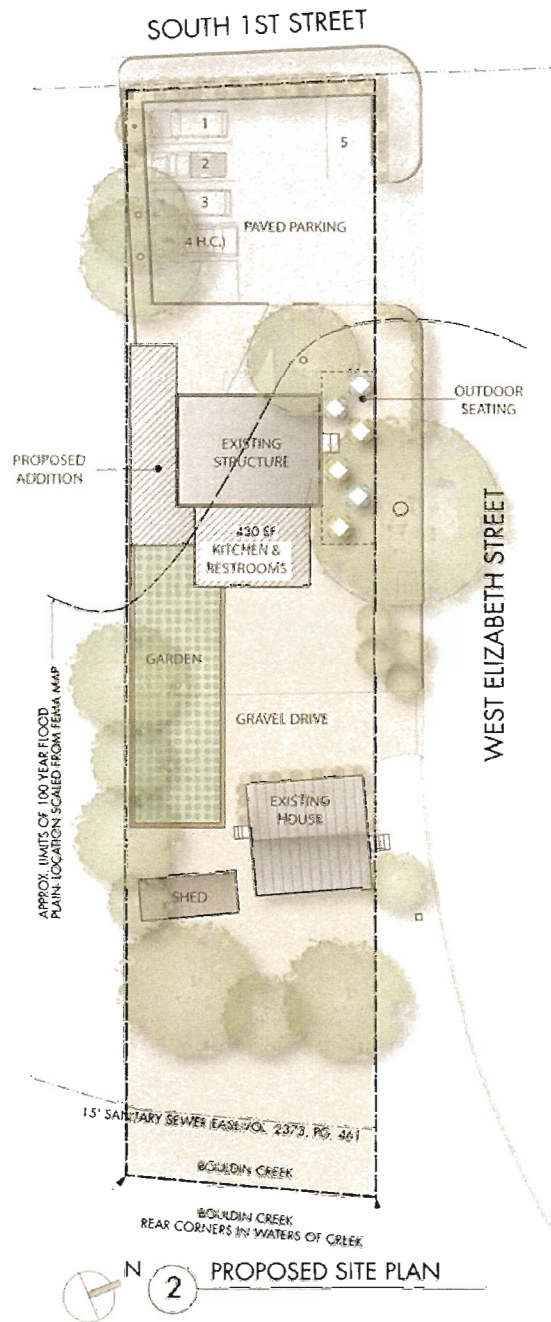 SOUTH 1ST STREET
1
2
3
4 H.C.)
5
PAVED PARKING
OUTDOOR
SEATING
EXISTING
STRUCTURE
PROPOSED
ADDITION
430 SF
KITCHEN &
RESTROOMS
WEST ELIZABETH STREET
GARDEN
GRAVEL DRIVE
APPROX. LIMITS OF 100 YEAR FLOOD
PLAIN-LOCATION SCALED FROM FEMA MAP
EXISTING
HOUSE
SHED
15' SANITARY SEWER EASE. VOL. 2373, PG. 461
BOULDIN CREEK
BOULDIN CREEK
REAR CORNERS IN WATERS OF CREEK
N
2
PROPOSED SITE PLAN